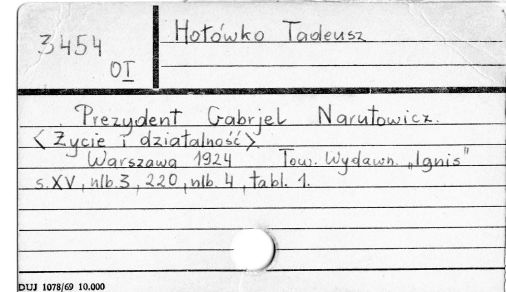 3454
OI
Hołówko Tadeusz
Prezydent Gabrjel Narutowicz.
<Życie i działalność>
Warszawa 1924 Tow. Wydawn. „Ignis"
s. XV, nlb. 3, 220, nlb. 4, tabl. 1.
DUJ 1078/69 10.000